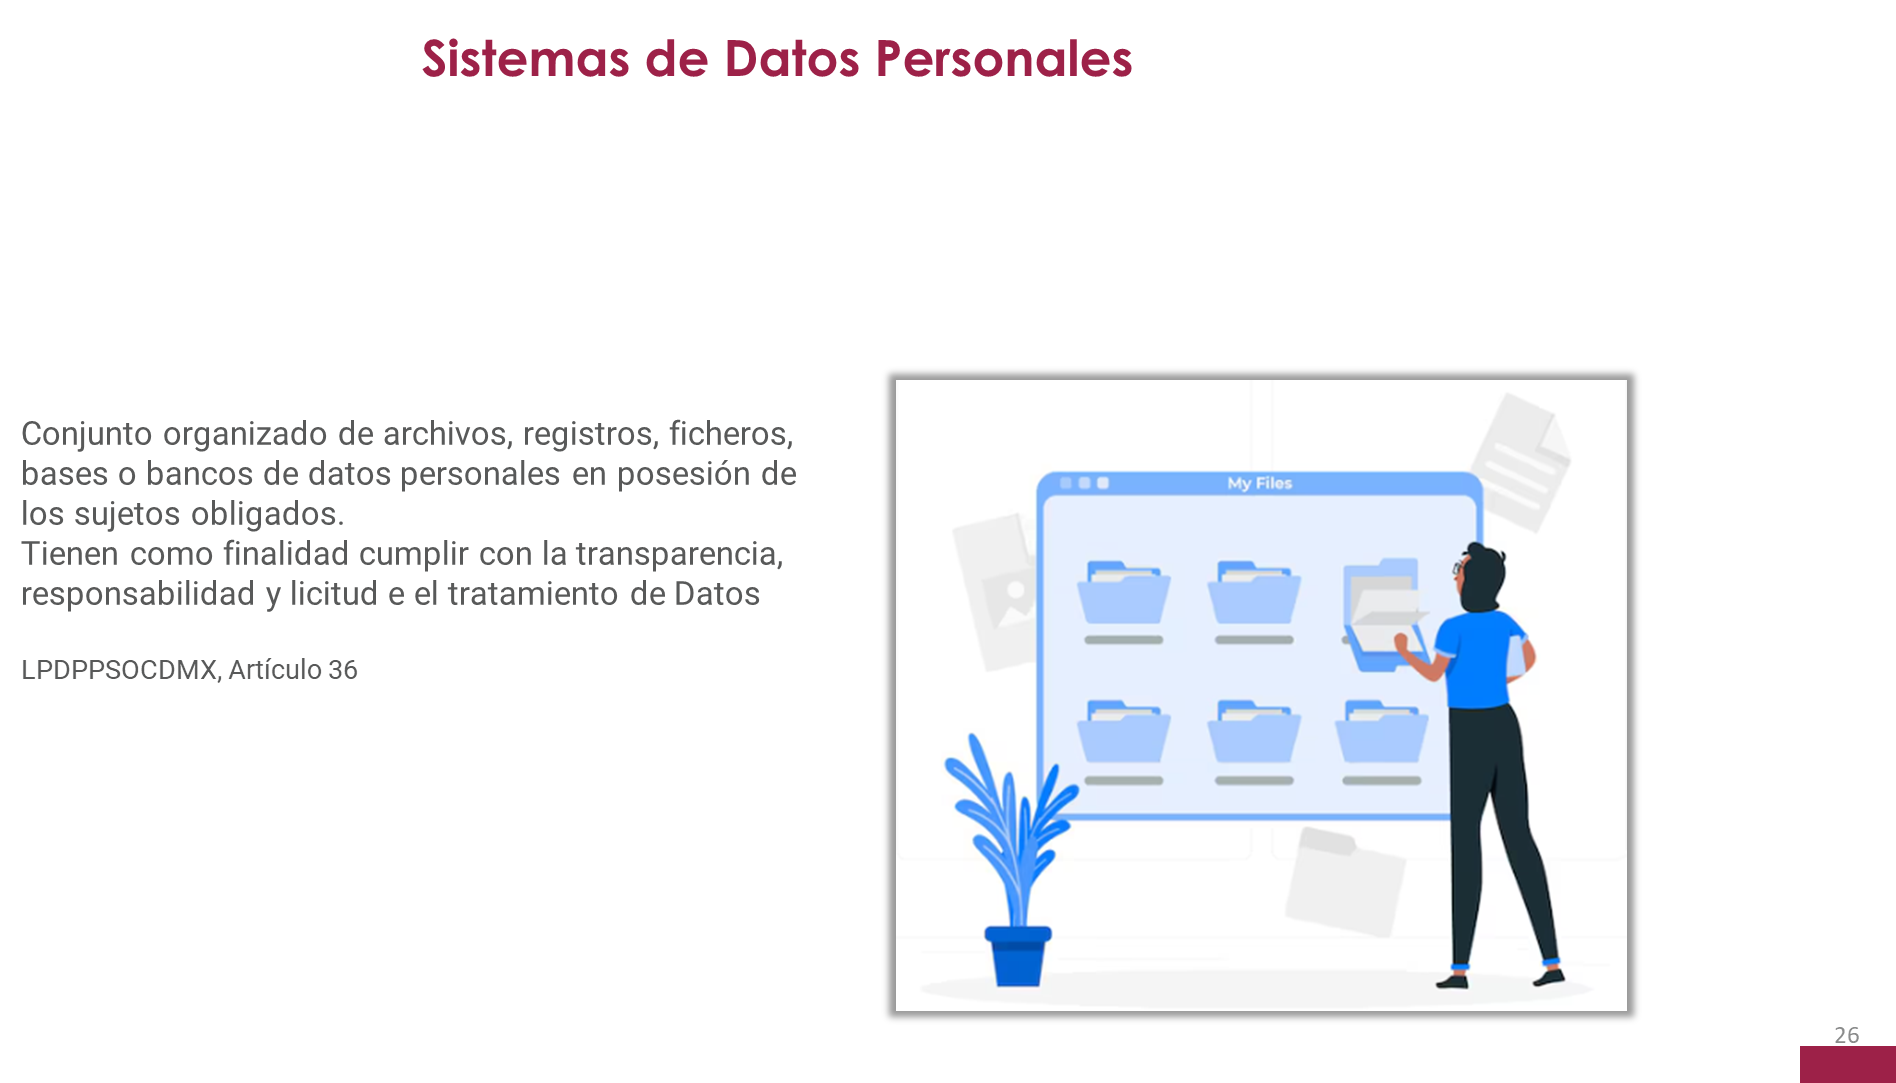 Sistemas de Datos Personales
Conjunto organizado de archivos, registros, ficheros,
bases o bancos de datos personales en posesión de
los sujetos obligados.
Tienen como finalidad cumplir con la transparencia,
responsabilidad y licitud e el tratamiento de Datos
LPDPPSOCDMX, Artículo 36
My Files
26